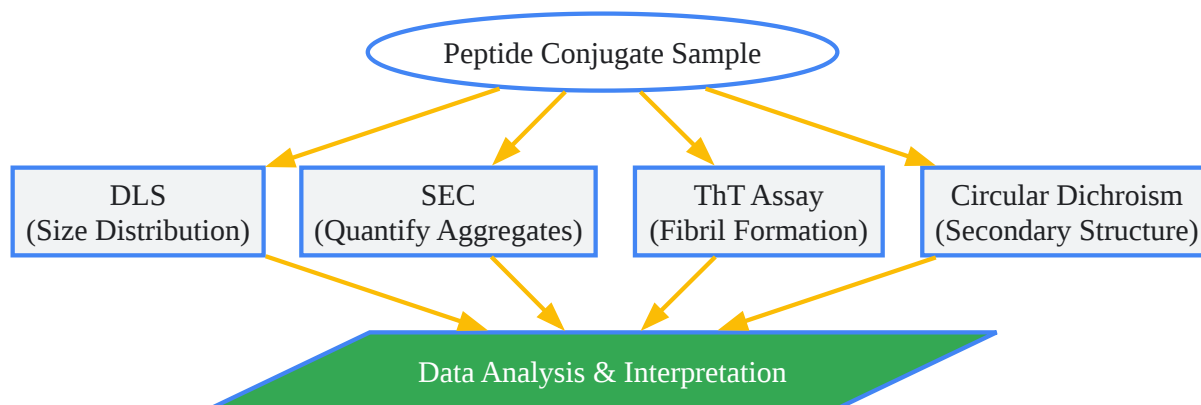 Peptide Conjugate Sample
DLS
(Size Distribution)
SEC
(Quantify Aggregates)
ThT Assay
(Fibril Formation)
Circular Dichroism
(Secondary Structure)
Data Analysis & Interpretation